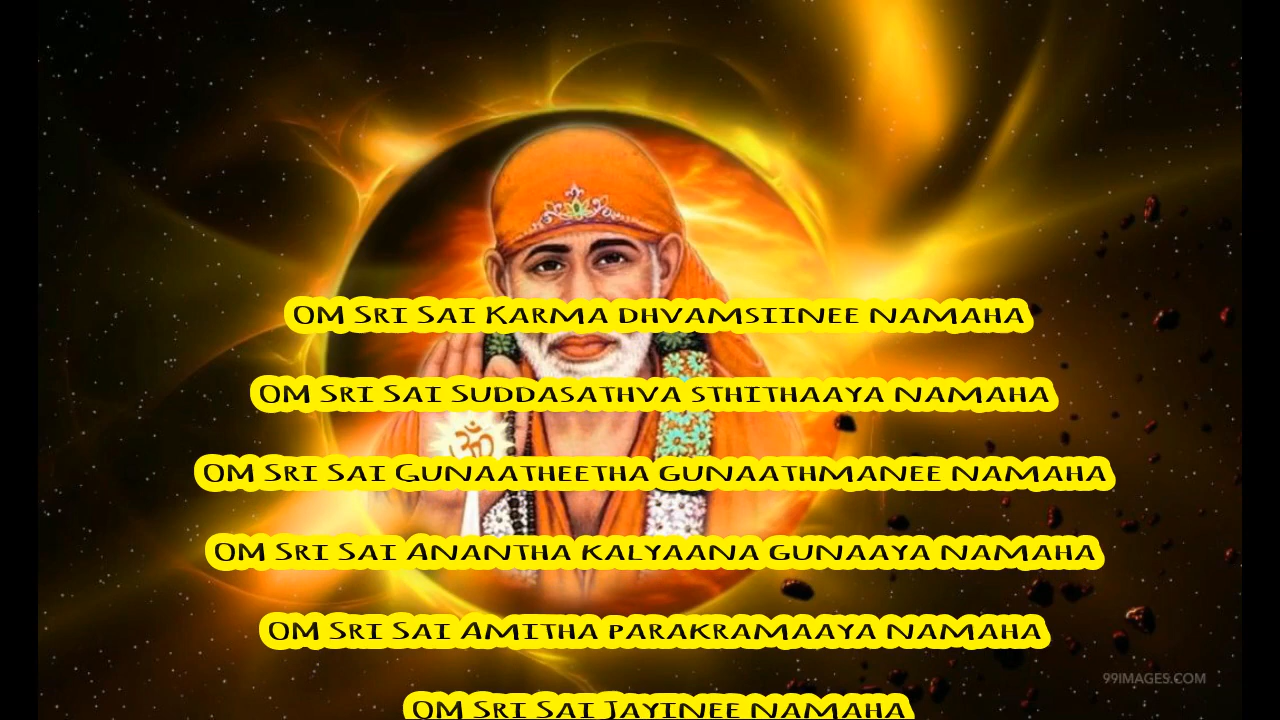 OM SRI SAI KARMA DHVAMSIINEE NAMAHA
OM SRI SAI SUDDASATHVA STHITHAAYA NAMAHA
OM SRI SAI GUNAATHEETHA GUNAATHMANEE NAMAHA
ॐ
OM SRI SAI ANANTHA KALYAANA GUNAAYA NAMAHA
OM SRI SAI AMITHA PARAKRAMAAYA NAMAHA
99IMAGES.COM
OM SRI SAI JAYINEE NAMAHA